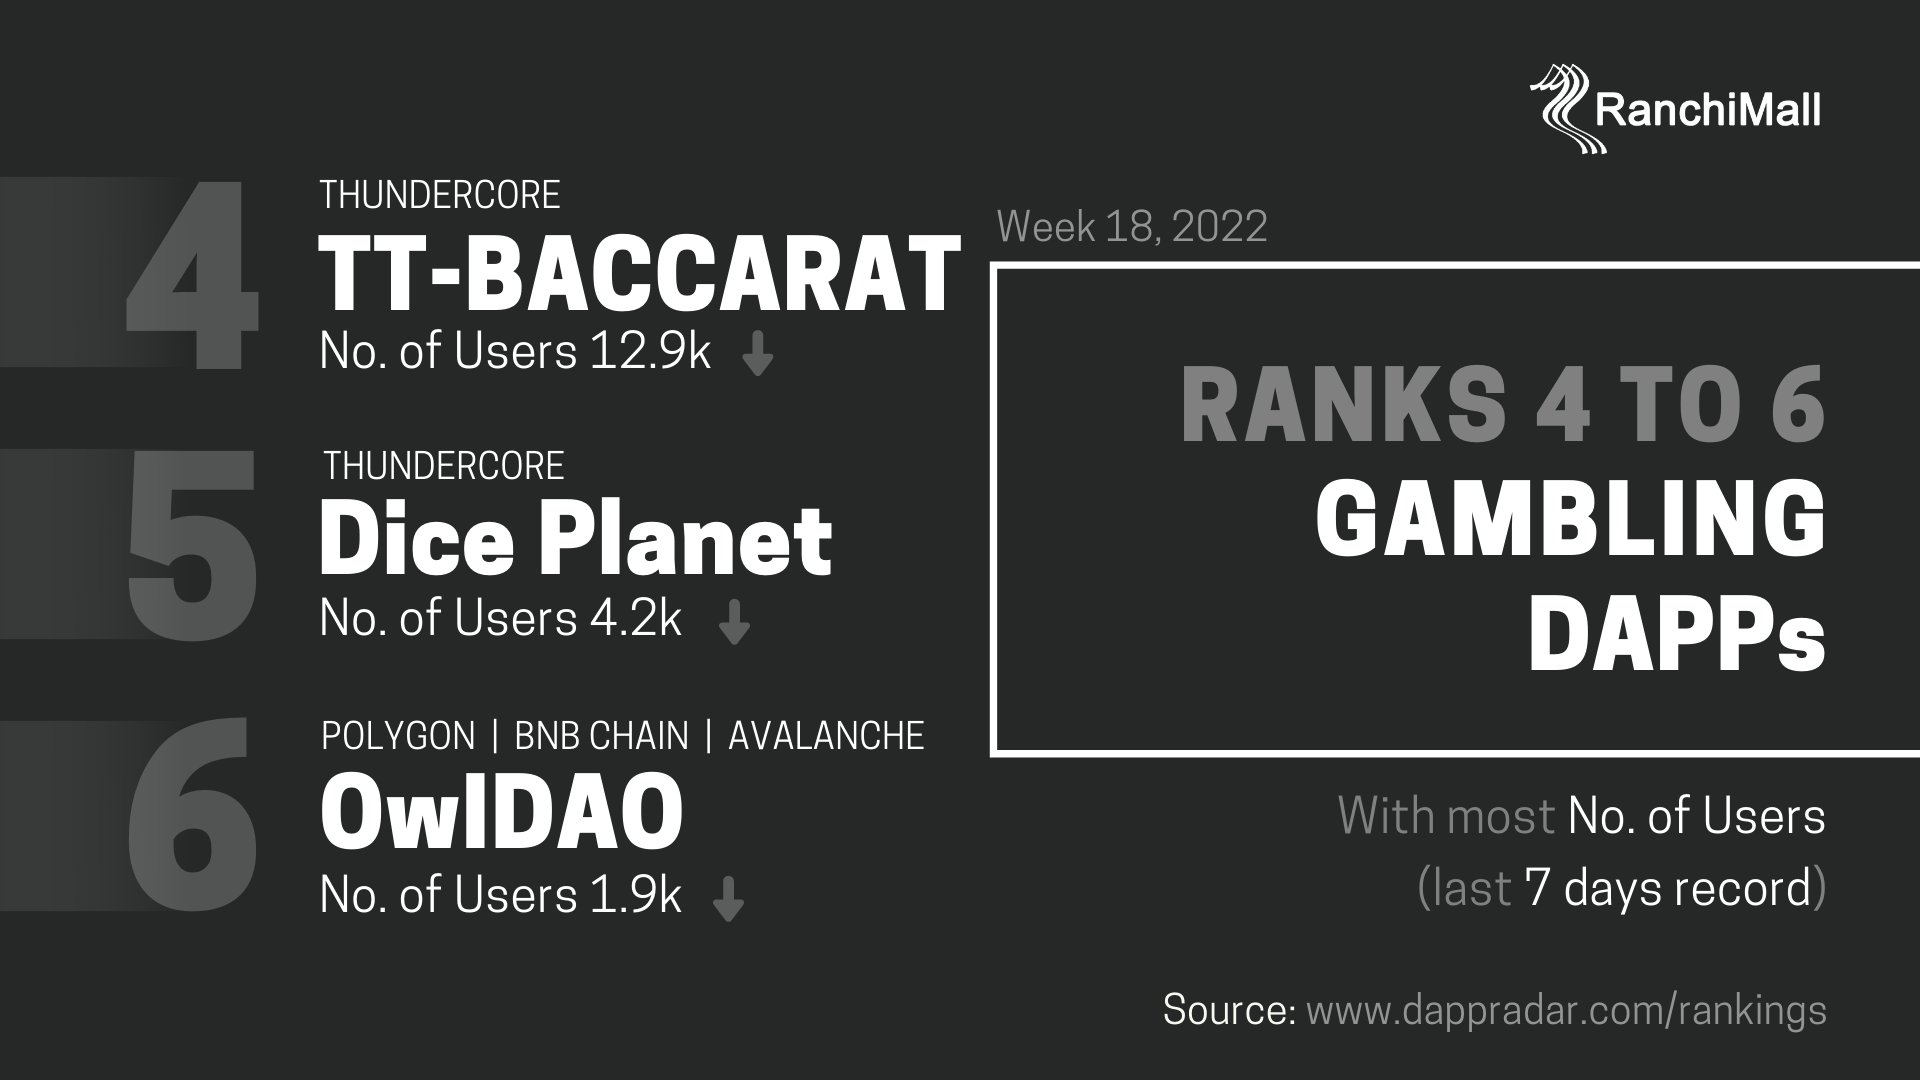 RanchiMall
4
THUNDERCORE
TT-BACCARAT
No. of Users 12.9k
5
THUNDERCORE
Dice Planet
No. of Users 4.2k
6
POLYGON | BNB CHAIN | AVALANCHE
OwlDAO
No. of Users 1.9k
Week 18, 2022
RANKS 4 TO 6
GAMBLING
DAPPs
With most No. of Users
(last 7 days record)
Source: www.dappradar.com/rankings